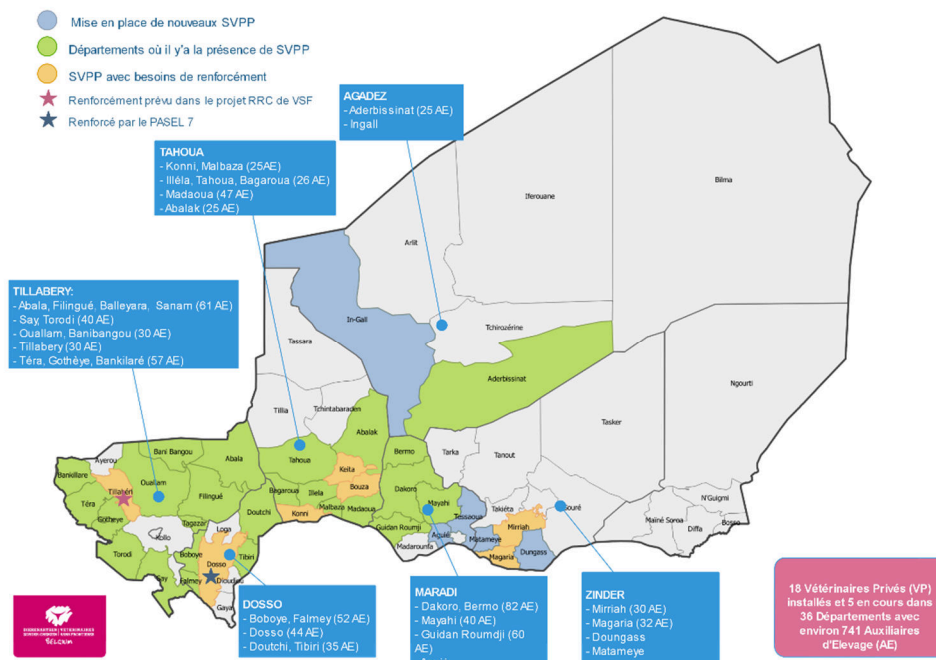 Mise en place de nouveaux SVPP
Départements où il y'a la présence de SVPP
SVPP avec besoins de renforcément
Renforcément prévu dans le projet RRC de VSF
Renforcé par le PASEL 7
AGADEZ
- Aderbissinat (25 AE)
- Ingall
TAHOUA
- Konni, Malbaza (25AE)
- Illéla, Tahoua, Bagaroua (26 AE)
- Madaoua (47 AE)
- Abalak (25 AE)
TILLABERY:
- Abala, Filingué, Balleyara, Sanam (61 AE)
- Say, Torodi (40 AE)
- Ouallam, Banibangou (30 AE)
- Tillabery (30 AE)
- Téra, Gothèye, Bankilaré (57 AE)
Bilma
Iferouane
Arlit
In-Gall
Tchirozérine
Tassara
Aderbissinat
Ngourti
Tillia
Tchintabaraden
Abalak
Tasker
Ayerou
Bani Bangou
Abala
Tahoua
Keita
Bermo
Tarka
Tanout
Bankilare
Ouallam
Tillabéri
Filingué
Bagaroua
Illela
Bouza
Dakoro
Mayahi
N'Guigmi
Téra
Gotheye
Tagazar
Doutchi
Konni
Malbaza
Madaoua
Guidan Roumji
Tessaoua
Takiéta
Mirriah
Gouré
Maïné Soroa
Diffa
Bosso
Torodi
Kollo
Loga
Boboye
Dosso
Tibiri
Madarounfa
Aguié
Matameye
Magaria
Dungass
Say
Falmey
Dioundiou
Gaya
DOSSO
- Boboye, Falmey (52 AE)
- Dosso (44 AE)
- Doutchi, Tibiri (35 AE)
MARADI
- Dakoro, Bermo (82 AE)
- Mayahi (40 AE)
- Guidan Roumdji (60
AE)
ZINDER
- Mirriah (30 AE)
- Magaria (32 AE)
- Doungass
- Matameye
18 Vétérinaires Privés (VP)
installés et 5 en cours dans
36 Départements avec
environ 741 Auxiliaires
d'Elevage (AE)
BELGIUM